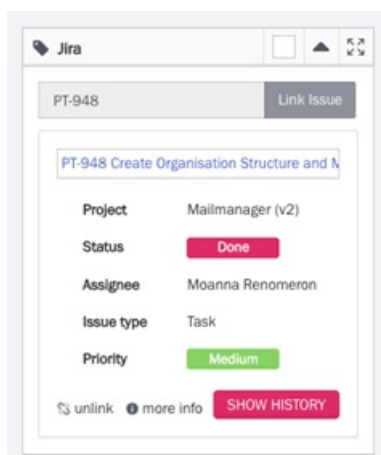 Jira
PT-948 Link Issue
PT-948 Create Organisation Structure and
Project Mailmanager (v2)
Status Done
Assignee Moanna Renomeron
Issue type Task
Priority Medium
unlink more info SHOW HISTORY